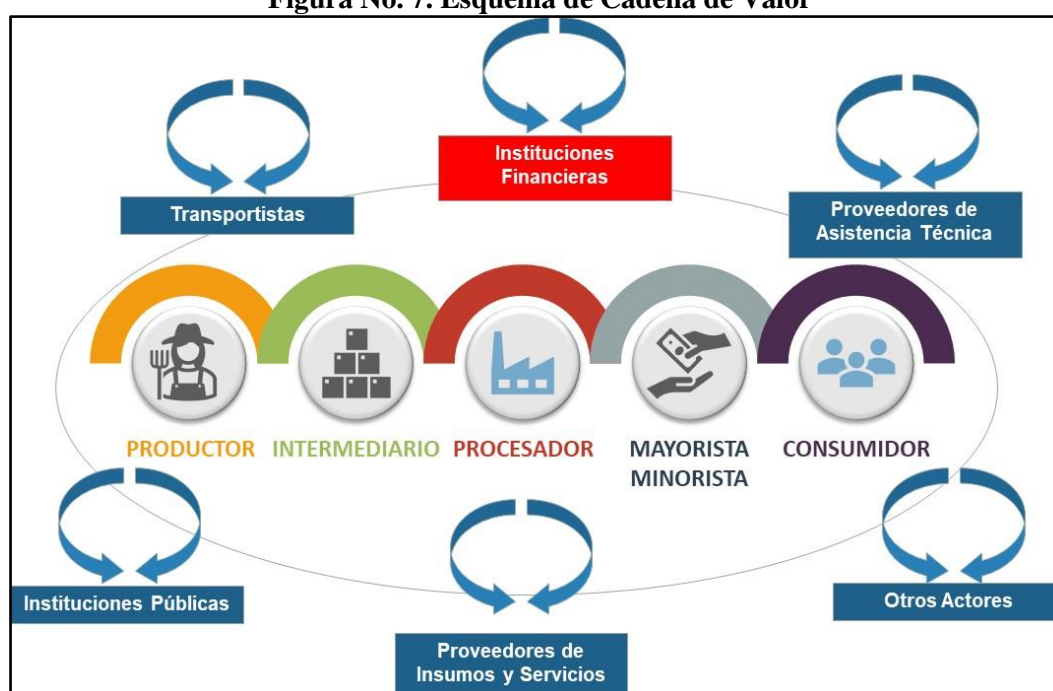 Figura No. 7. Esquema de Cadena de Valor
Instituciones
Financieras
Transportistas
Proveedores de
Asistencia Técnica
PRODUCTOR
INTERMEDIARIO
PROCESADOR
MAYORISTA
MINORISTA
CONSUMIDOR
Instituciones Públicas
Proveedores de
Insumos y Servicios
Otros Actores